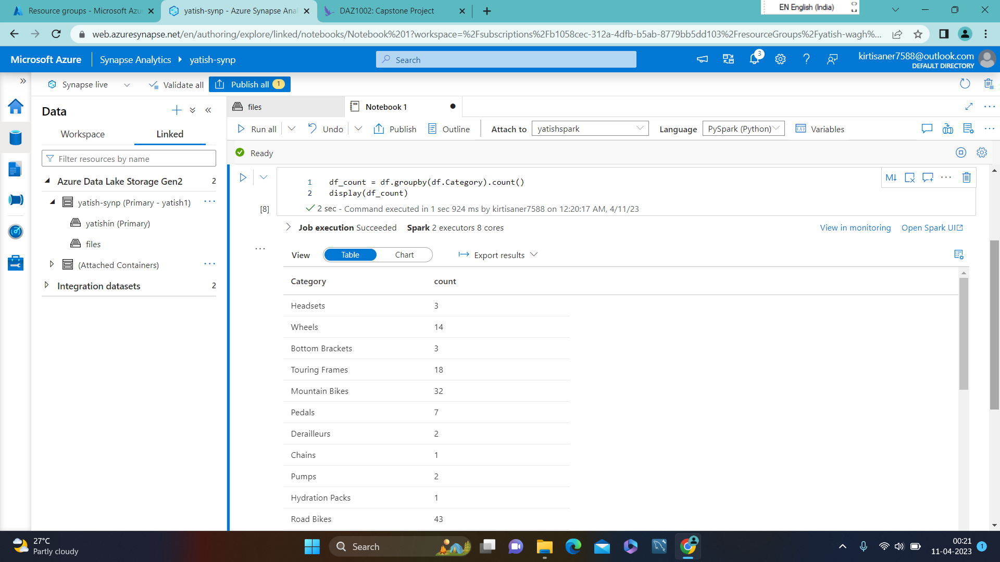 Resource groups - Microsoft Azu
yatish-synp - Azure Synapse Anal
DAZ1002: Capstone Project
EN English (India)
web.azuresynapse.net/en/authoring/explore/linked/notebooks/Notebook%201?workspace=%2Fsubscriptions%2Fb1058cec-312a-4dfb-b5ab-8779bb5dd103%2FresourceGroups%2Fyatish-wagh%...
Microsoft Azure
Synapse Analytics
yatish-synp
Search
3
kirtisaner7588@outlook.com
DEFAULT DIRECTORY
Synapse live
Validate all
Publish all 1
Data
Workspace
Linked
Filter resources by name
Azure Data Lake Storage Gen2 2
yatish-synp (Primary - yatish1)
yatishin (Primary)
files
(Attached Containers)
Integration datasets 2
files
Notebook 1
Run all
Undo
Publish
Outline
Attach to yatishspark
Language PySpark (Python)
Variables
Ready
M↓
1 df_count = df.groupby(df.Category).count()
2 display(df_count)
[8]
2 sec - Command executed in 1 sec 924 ms by kirtisaner7588 on 12:20:17 AM, 4/11/23
Job execution Succeeded Spark 2 executors 8 cores
View in monitoring
Open Spark UI
View Table Chart
Export results
Category count
Headsets 3
Wheels 14
Bottom Brackets 3
Touring Frames 18
Mountain Bikes 32
Pedals 7
Derailleurs 2
Chains 1
Pumps 2
Hydration Packs 1
Road Bikes 43
27°C
Partly cloudy
Search
00:21
11-04-2023
1